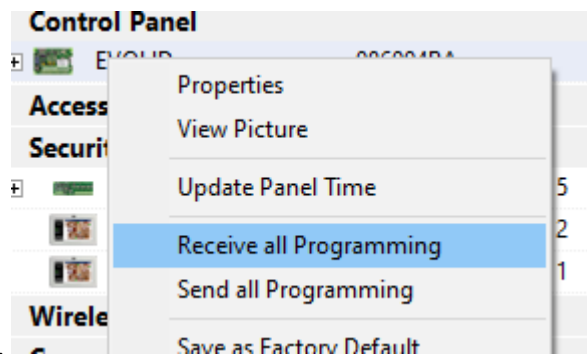 Control Panel
Properties
Access
View Picture
Securit
Update Panel Time
5
2
Receive all Programming
1
Send all Programming
Wirele
Save as Factory Default